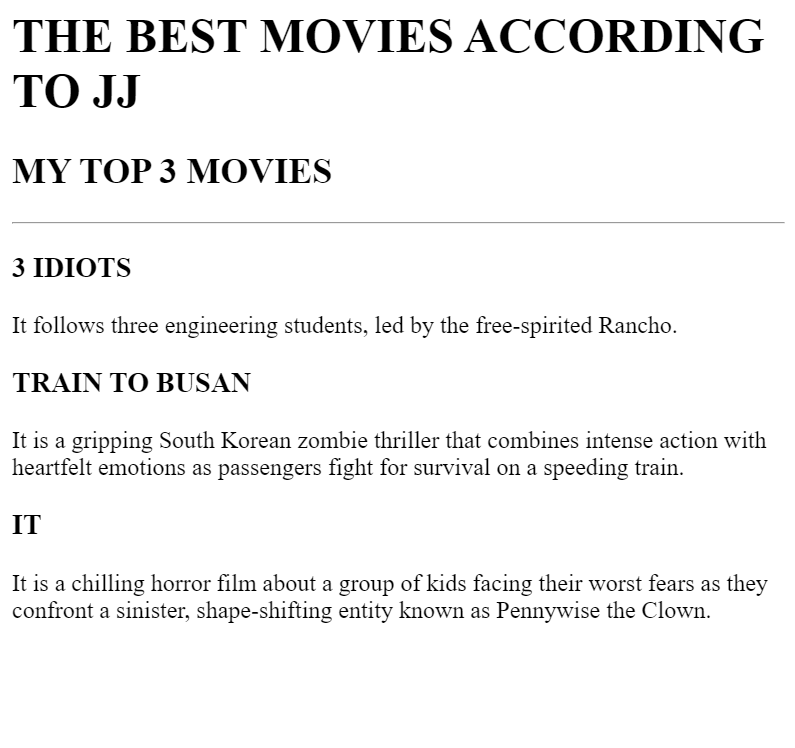 THE BEST MOVIES ACCORDING
TO JJ
MY TOP 3 MOVIES
3 IDIOTS
It follows three engineering students, led by the free-spirited Rancho.
TRAIN TO BUSAN
It is a gripping South Korean zombie thriller that combines intense action with
heartfelt emotions as passengers fight for survival on a speeding train.
IT
It is a chilling horror film about a group of kids facing their worst fears as they
confront a sinister, shape-shifting entity known as Pennywise the Clown.